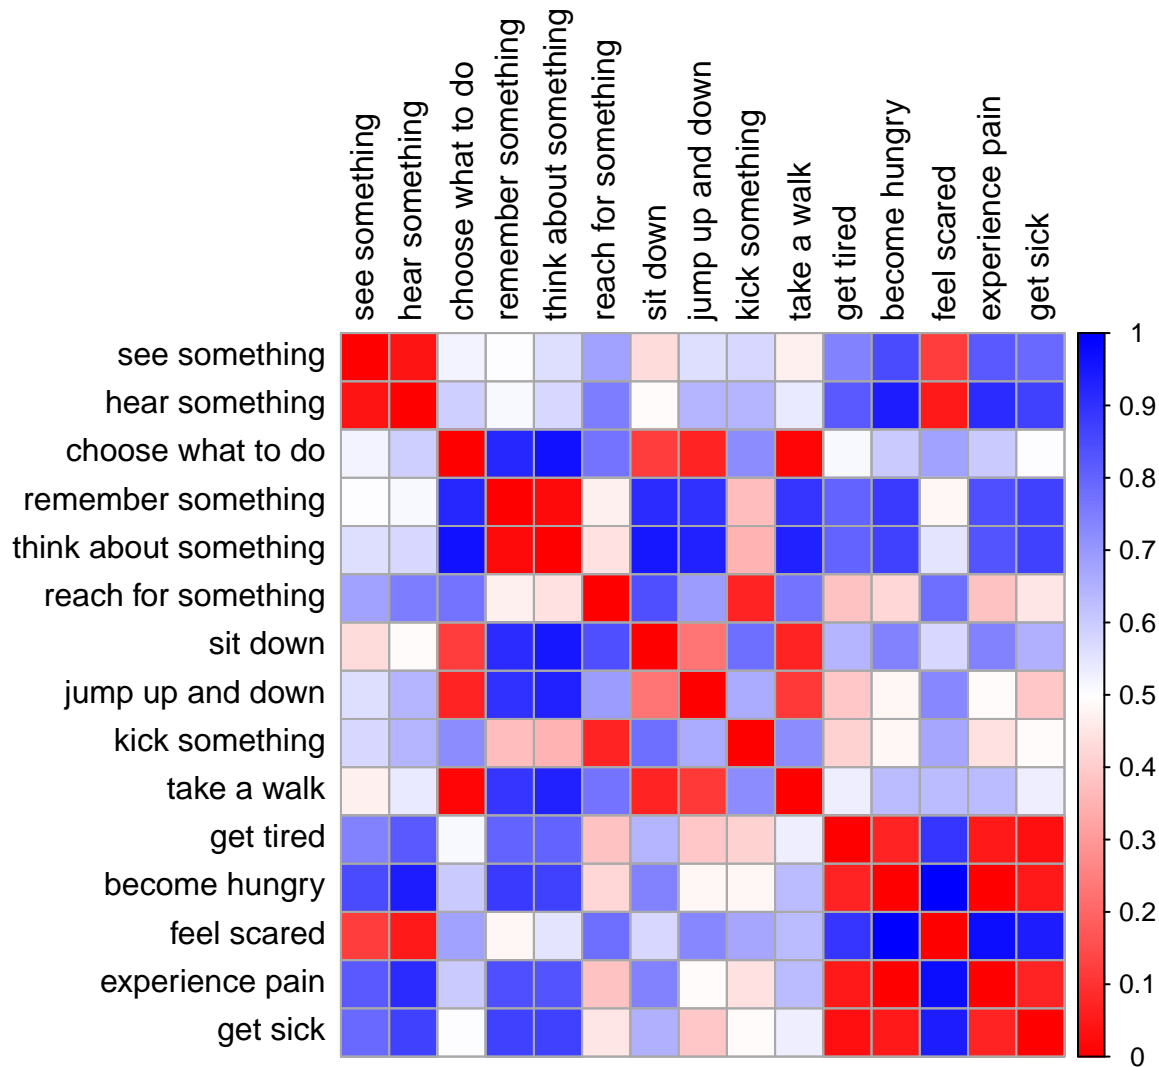 see something
hear something
choose what to do
remember something
think about something
reach for something
sit down
jump up and down
kick something
take a walk
get tired
become hungry
feel scared
experience pain
get sick
see something
hear something
choose what to do
remember something
think about something
reach for something
sit down
jump up and down
kick something
take a walk
get tired
become hungry
feel scared
experience pain
get sick
1
0.9
0.8
0.7
0.6
0.5
0.4
0.3
0.2
0.1
0